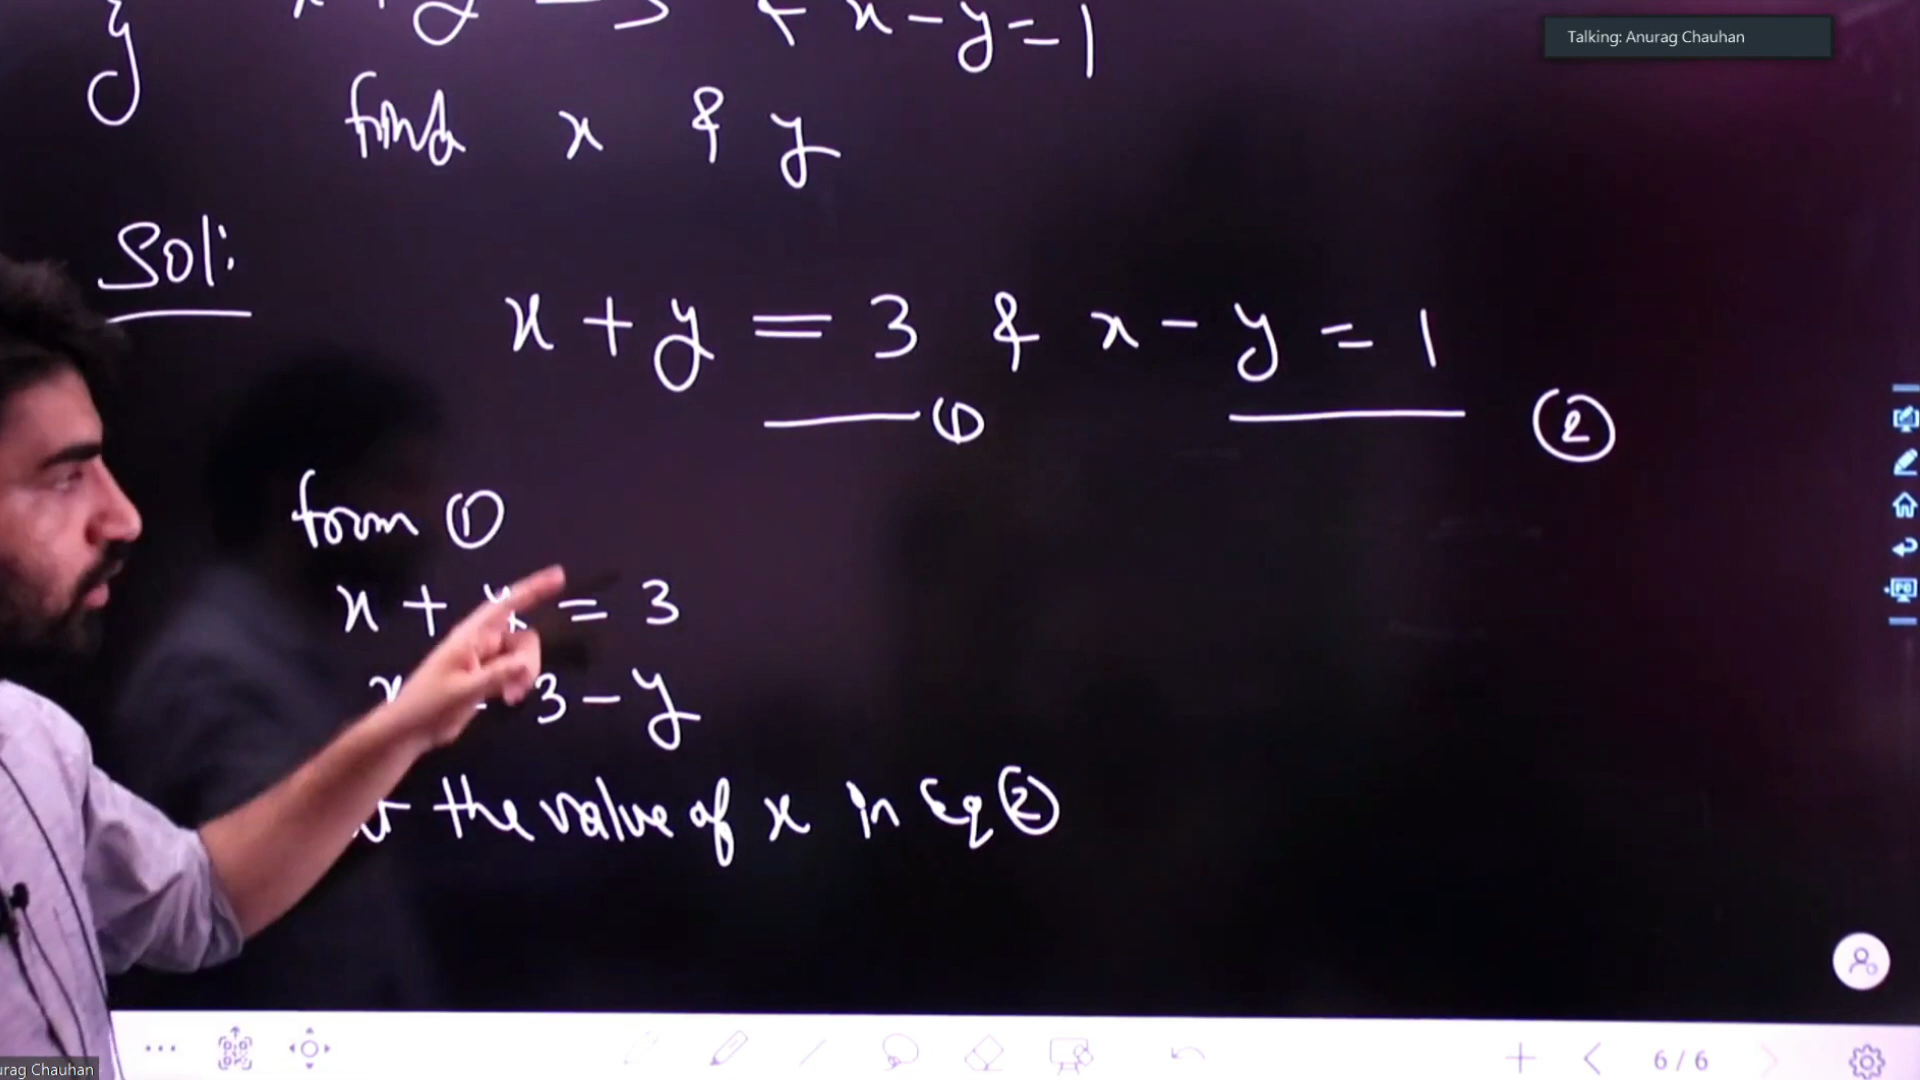 y x + y = 3 & x - y = 1
Talking: Anurag Chauhan
find x & y
Sol:
x + y = 3 & x - y = 1
① ②
from ①
x + y = 3
x = 3 - y
the value of x in Eq ②
6 / 6
Chauhan